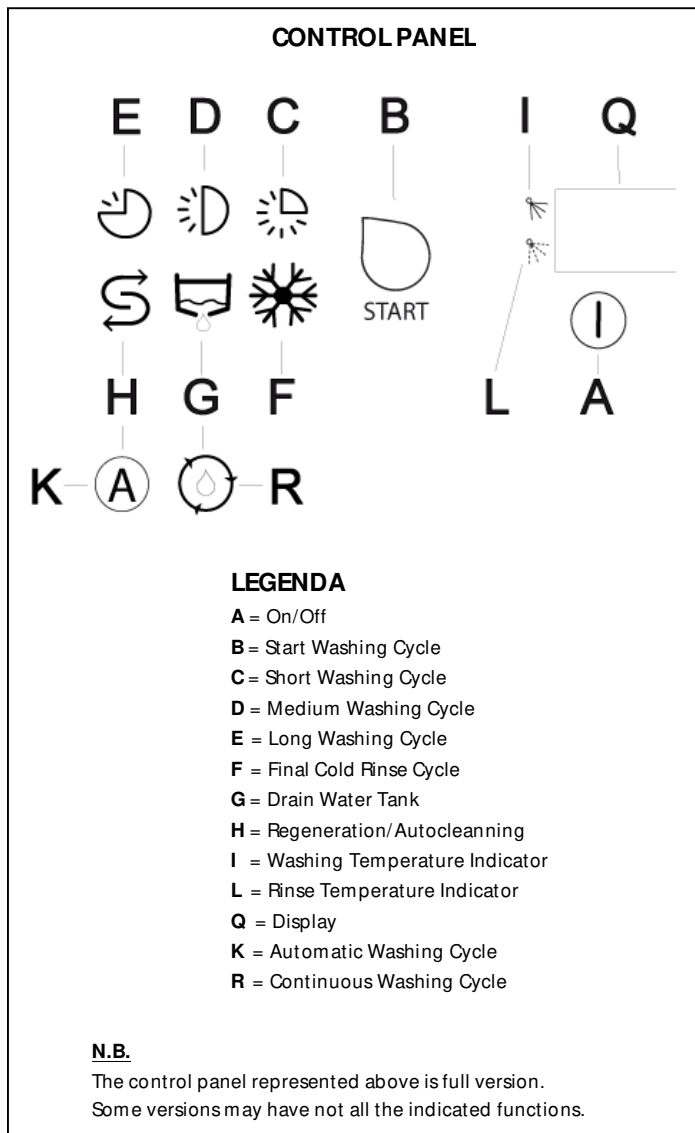 CONTROL PANEL
E D C B I Q
START
H G F L A
K A R
LEGENDA
A = On/Off
B = Start Washing Cycle
C = Short Washing Cycle
D = Medium Washing Cycle
E = Long Washing Cycle
F = Final Cold Rinse Cycle
G = Drain Water Tank
H = Regeneration/Autocleanning
I = Washing Temperature Indicator
L = Rinse Temperature Indicator
Q = Display
K = Automatic Washing Cycle
R = Continuous Washing Cycle
N.B.
The control panel represented above is full version.
Some versions may have not all the indicated functions.